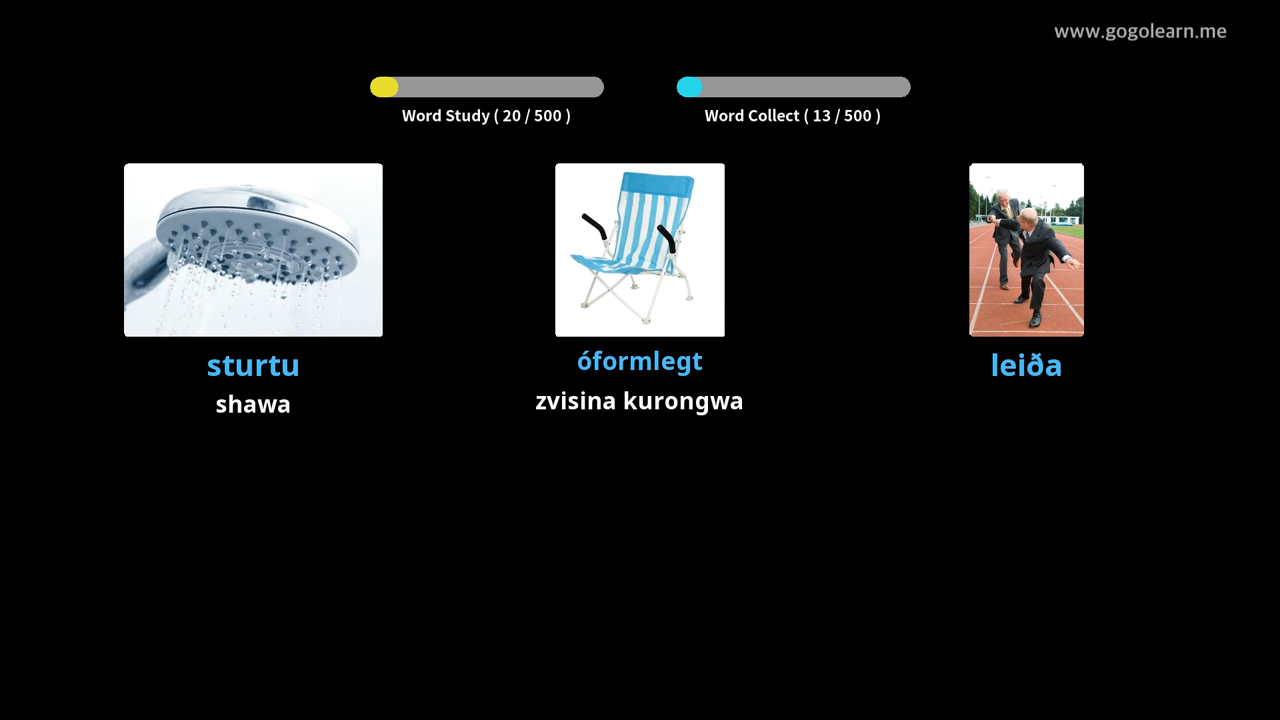 www.gogolearn.me
Word Study ( 20 / 500 )
Word Collect ( 13 / 500 )
sturtu
shawa
óformlegt
zvisina kurongwa
leiða